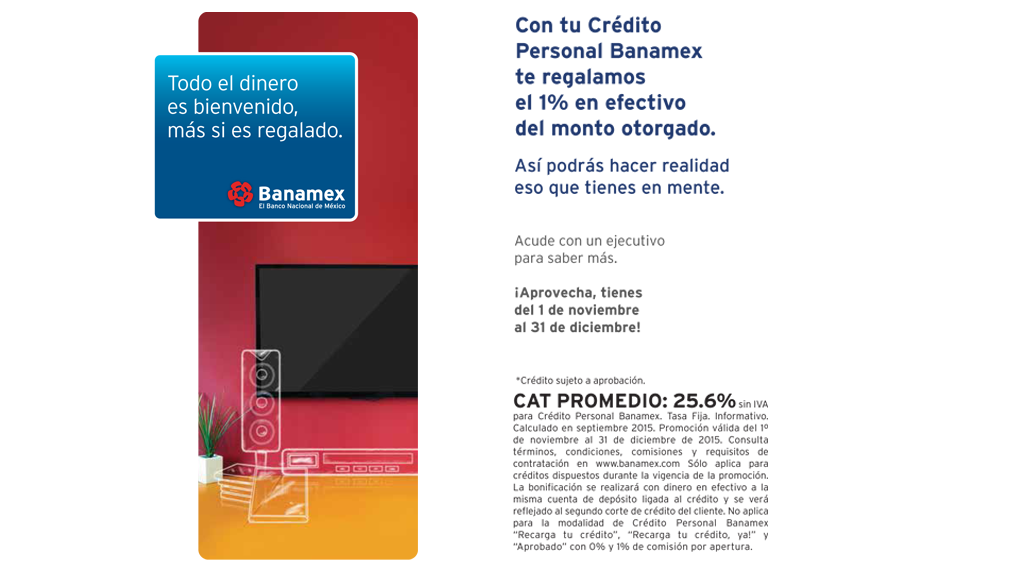 Todo el dinero
es bienvenido,
más si es regalado.
Banamex
El Banco Nacional de México
Con tu Crédito
Personal Banamex
te regalamos
el 1% en efectivo
del monto otorgado.
Así podrás hacer realidad
eso que tienes en mente.
Acude con un ejecutivo
para saber más.
¡Aprovecha, tienes
del 1 de noviembre
al 31 de diciembre!
*Crédito sujeto a aprobación.
CAT PROMEDIO: 25.6% sin IVA
para Crédito Personal Banamex. Tasa Fija. Informativo.
Calculado en septiembre 2015. Promoción válida del 1º
de noviembre al 31 de diciembre de 2015. Consulta
términos, condiciones, comisiones y requisitos de
contratación en www.banamex.com Sólo aplica para
créditos dispuestos durante la vigencia de la promoción.
La bonificación se realizará con dinero en efectivo a la
misma cuenta de depósito ligada al crédito y se verá
reflejado al segundo corte de crédito del cliente. No aplica
para la modalidad de Crédito Personal Banamex
“Recarga tu crédito”, “Recarga tu crédito, ya!” y
“Aprobado” con 0% y 1% de comisión por apertura.